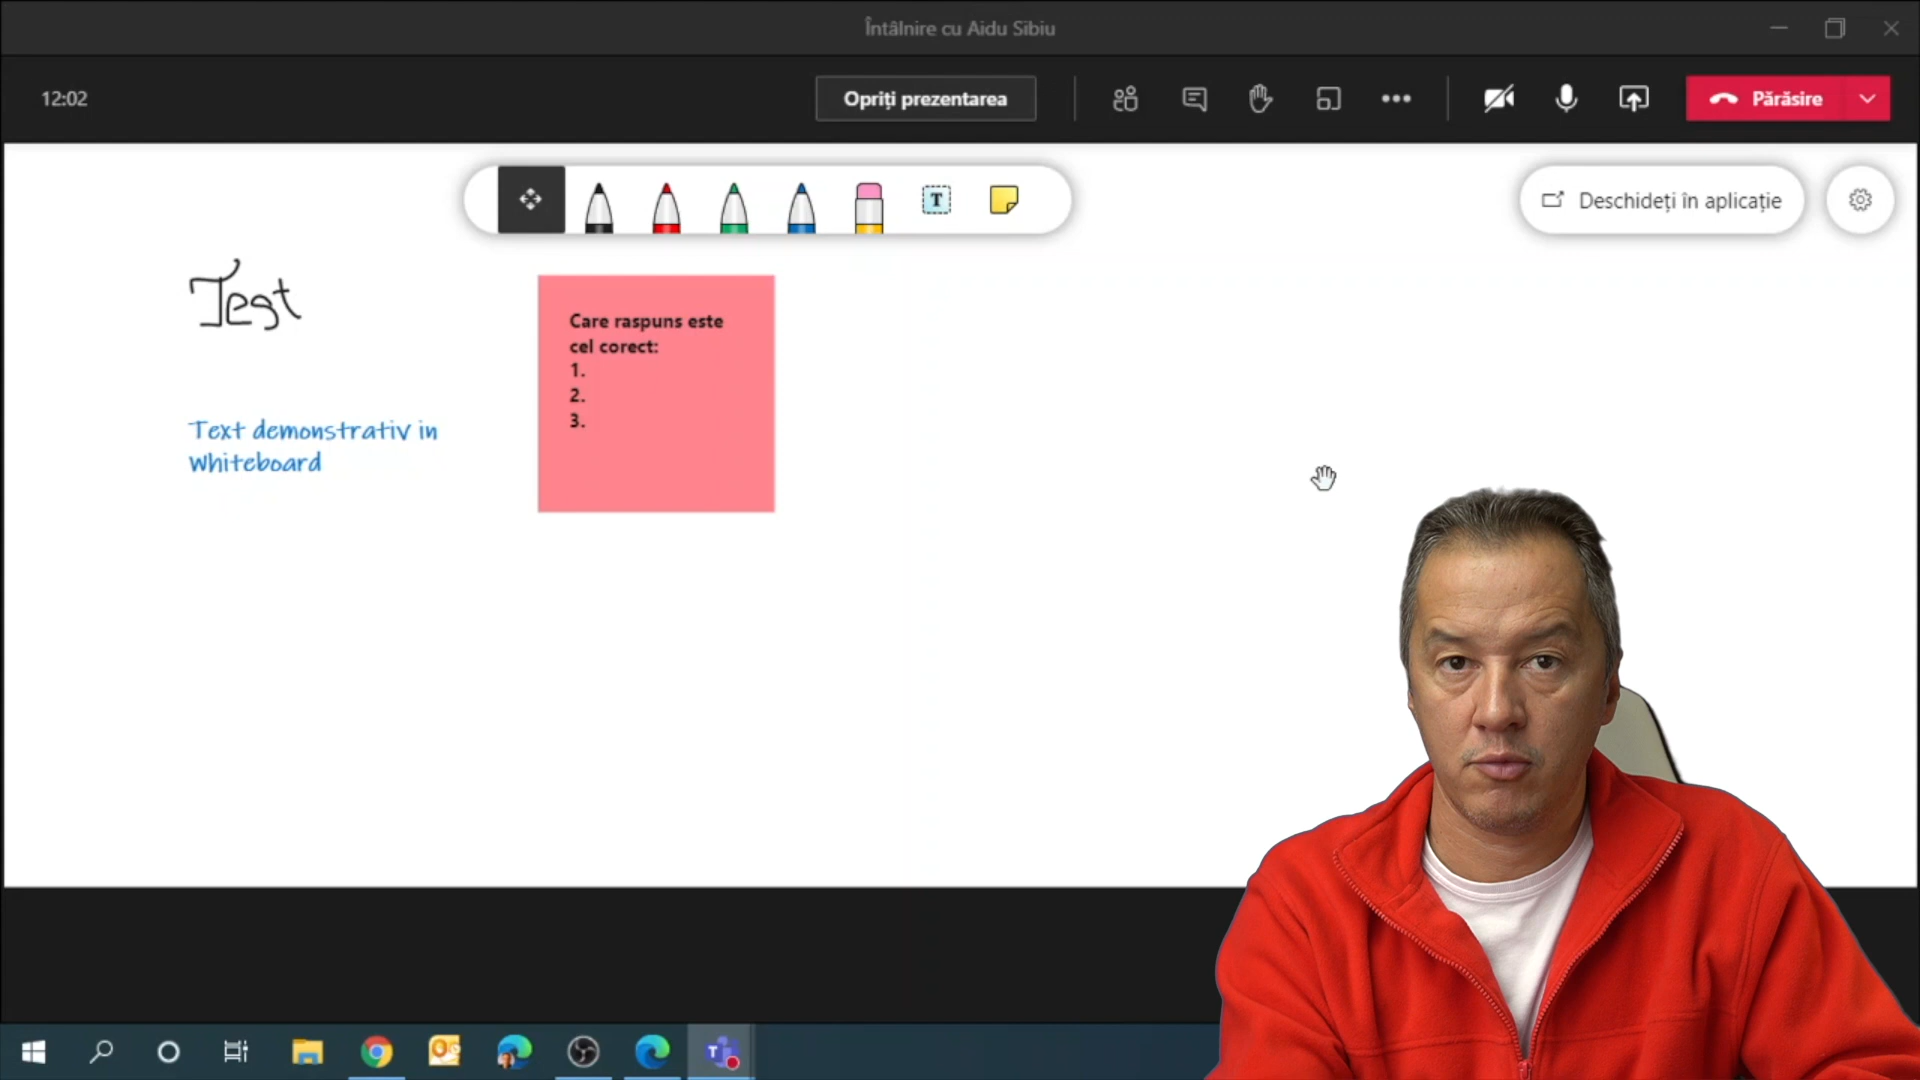 Întâlnire cu Aidu Sibiu
12:02
Opriți prezentarea
Părăsire
T
Deschideți în aplicație
Test
Care raspuns este
cel corect:
1.
2.
3.
Text demonstrativ in
Whiteboard